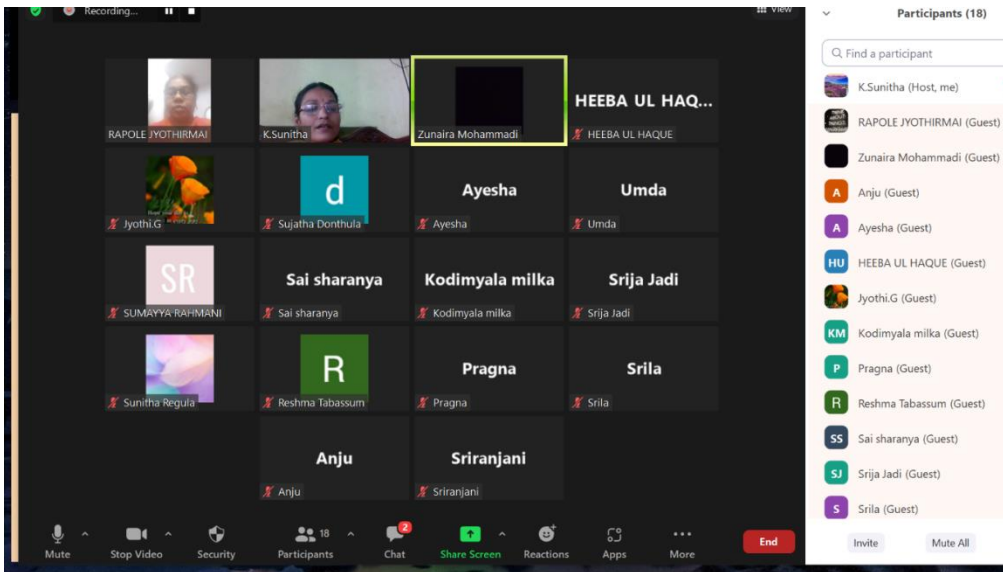 Recording...
View
RAPOLE JYOTHIRMAI
K.Sunitha
Zunaira Mohammadi
HEEBA UL HAQ...
HEEBA UL HAQUE
Jyothi.G
d
Sujatha Donthula
Ayesha
Ayesha
Umda
Umda
SR
SUMAYYA RAHMANI
Sai sharanya
Sai sharanya
Kodimyala milka
Kodimyala milka
Srija Jadi
Srija Jadi
Sunitha Regula
R
Reshma Tabassum
Pragna
Pragna
Srila
Srila
Anju
Anju
Sriranjani
Sriranjani
Mute
Stop Video
Security
18
Participants
2
Chat
Share Screen
Reactions
Apps
More
End
Participants (18)
Find a participant
K.Sunitha (Host, me)
RAPOLE JYOTHIRMAI (Guest)
Zunaira Mohammadi (Guest)
A Anju (Guest)
A Ayesha (Guest)
HU HEEBA UL HAQUE (Guest)
Jyothi.G (Guest)
KM Kodimyala milka (Guest)
P Pragna (Guest)
R Reshma Tabassum (Guest)
SS Sai sharanya (Guest)
SJ Srija Jadi (Guest)
S Srila (Guest)
Invite
Mute All